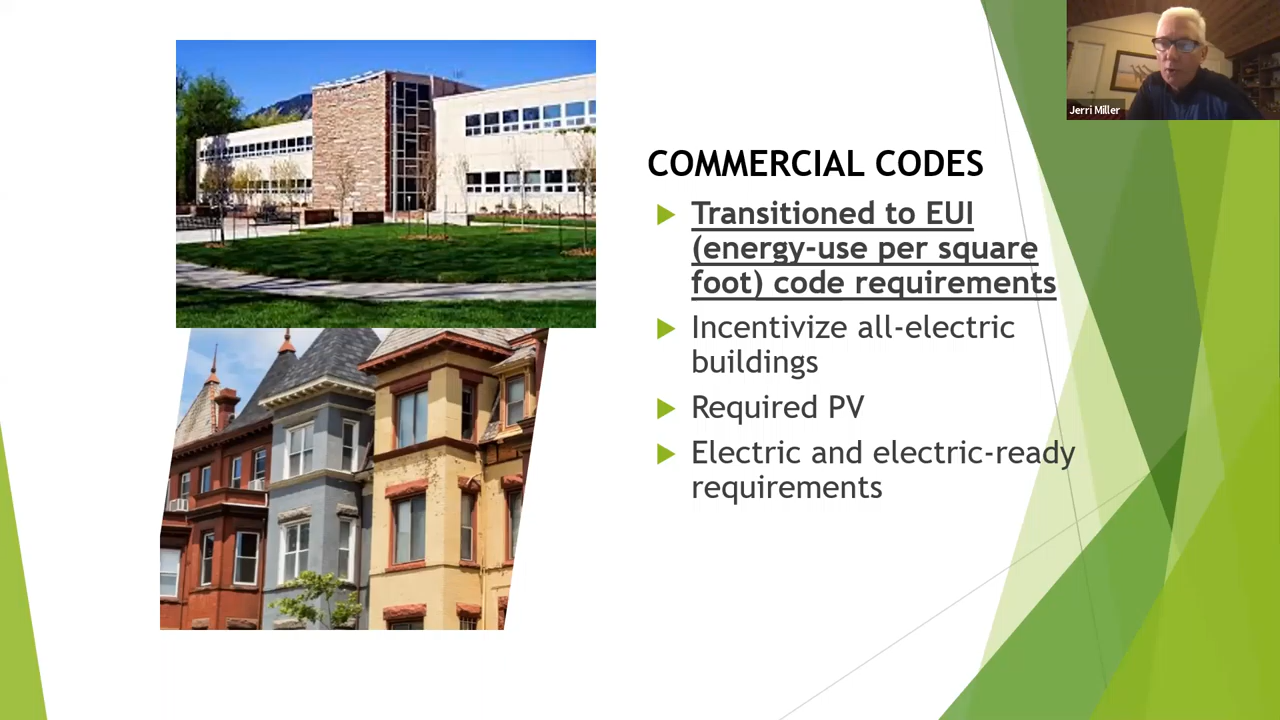 Jerri Miller
COMMERCIAL CODES
Transitioned to EUI
(energy-use per square
foot) code requirements
Incentivize all-electric
buildings
Required PV
Electric and electric-ready
requirements